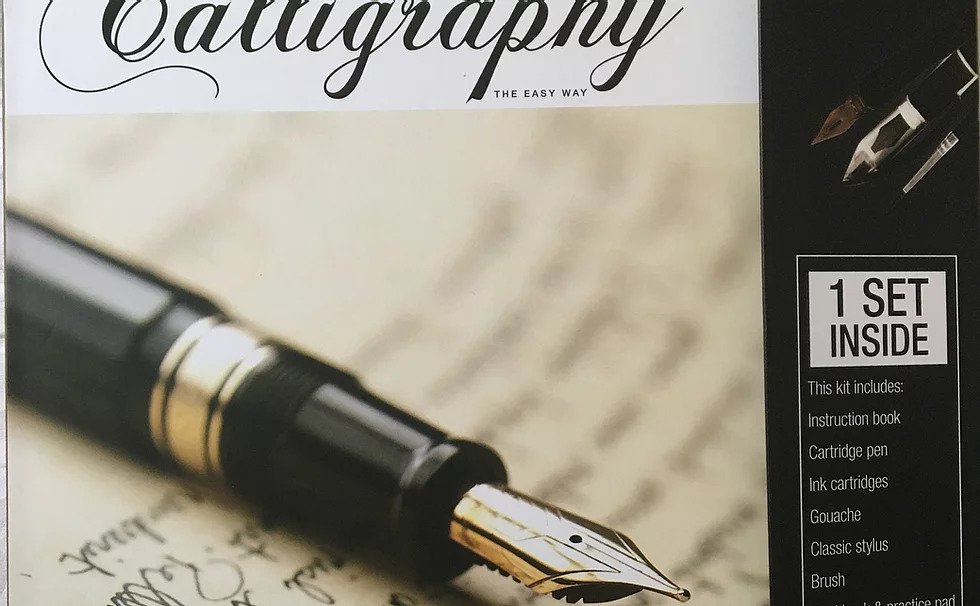 Calligraphy
THE EASY WAY
1 SET
INSIDE
This kit includes:
Instruction book
Cartridge pen
Ink cartridges
Gouache
Classic stylus
Brush
& practice pad